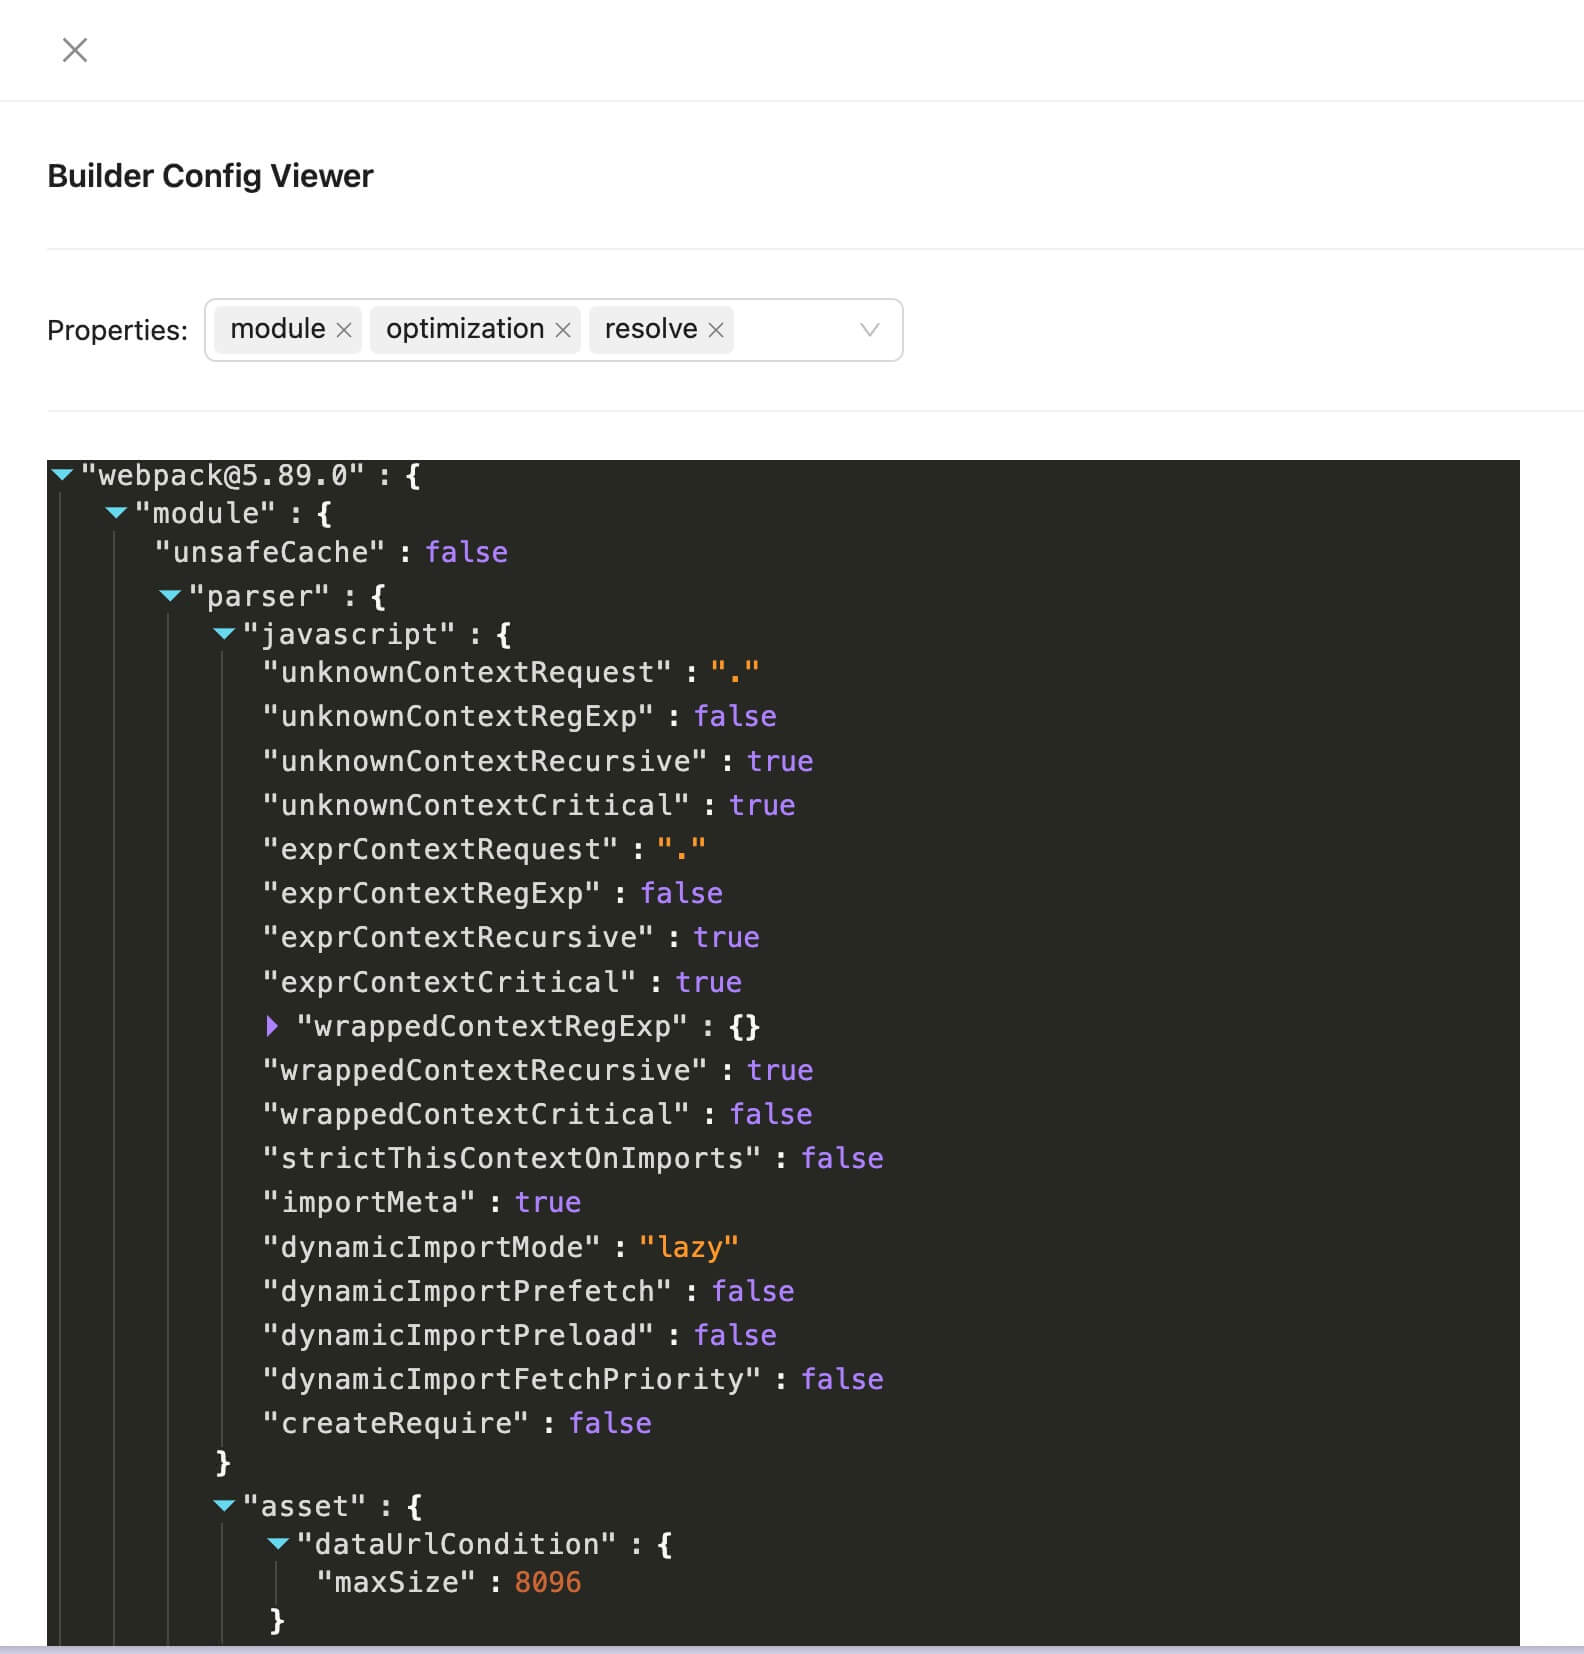 Builder Config Viewer
Properties: module optimization resolve
"webpack@5.89.0" : {
"module" : {
"unsafeCache" : false
"parser" : {
"javascript" : {
"unknownContextRequest" : "."
"unknownContextRegExp" : false
"unknownContextRecursive" : true
"unknownContextCritical" : true
"exprContextRequest" : "."
"exprContextRegExp" : false
"exprContextRecursive" : true
"exprContextCritical" : true
"wrappedContextRegExp" : {}
"wrappedContextRecursive" : true
"wrappedContextCritical" : false
"strictThisContextOnImports" : false
"importMeta" : true
"dynamicImportMode" : "lazy"
"dynamicImportPrefetch" : false
"dynamicImportPreload" : false
"dynamicImportFetchPriority" : false
"createRequire" : false
}
"asset" : {
"dataUrlCondition" : {
"maxSize" : 8096
}